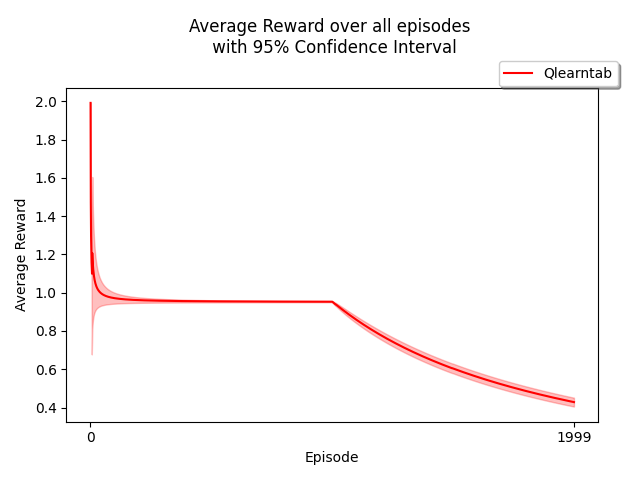 Average Reward over all episodes
with 95% Confidence Interval
Qlearntab
2.0
1.8
1.6
1.4
1.2
1.0
0.8
0.6
0.4
Average Reward
0
1999
Episode